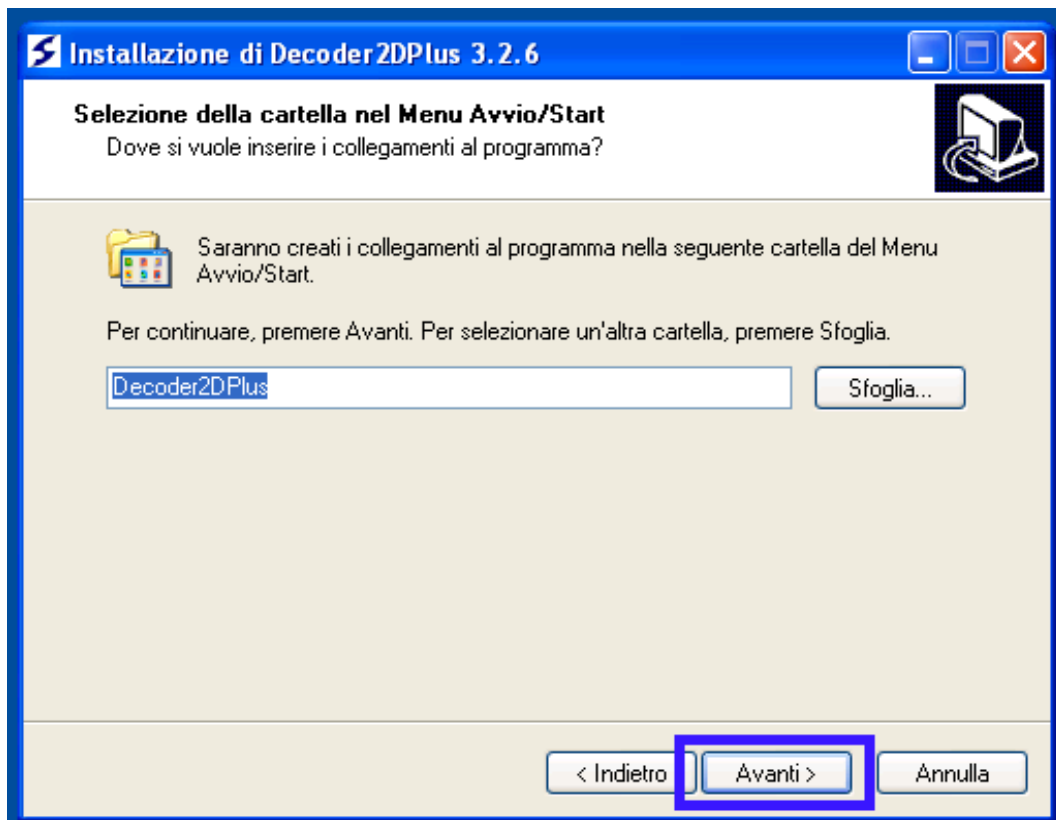 Installazione di Decoder2DPlus 3.2.6
Selezione della cartella nel Menu Avvio/Start
Dove si vuole inserire i collegamenti al programma?
Saranno creati i collegamenti al programma nella seguente cartella del Menu
Avvio/Start.
Per continuare, premere Avanti. Per selezionare un'altra cartella, premere Sfoglia.
Decoder2DPlus
Sfoglia...
< Indietro
Avanti >
Annulla